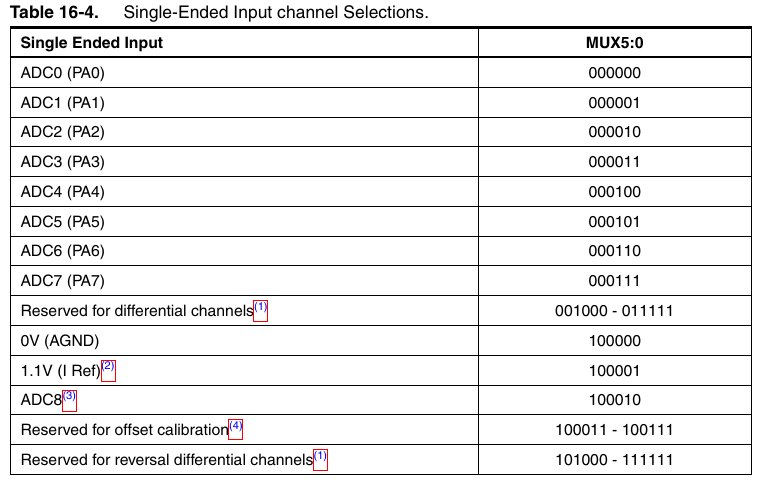 Table 16-4. Single-Ended Input channel Selections.
Single Ended Input MUX5:0
ADC0 (PA0) 000000
ADC1 (PA1) 000001
ADC2 (PA2) 000010
ADC3 (PA3) 000011
ADC4 (PA4) 000100
ADC5 (PA5) 000101
ADC6 (PA6) 000110
ADC7 (PA7) 000111
Reserved for differential channels(1) 001000 - 011111
0V (AGND) 100000
1.1V (I Ref)(2) 100001
ADC8(3) 100010
Reserved for offset calibration(4) 100011 - 100111
Reserved for reversal differential channels(1) 101000 - 111111